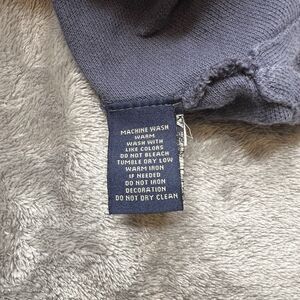 MACHINE WASH
WARM
WASH WITH
LIKE COLORS
DO NOT BLEACH
TUMBLE DRY LOW
WARM IRON
IF NEEDED
DO NOT IRON
DECORATION
DO NOT DRY CLEAN